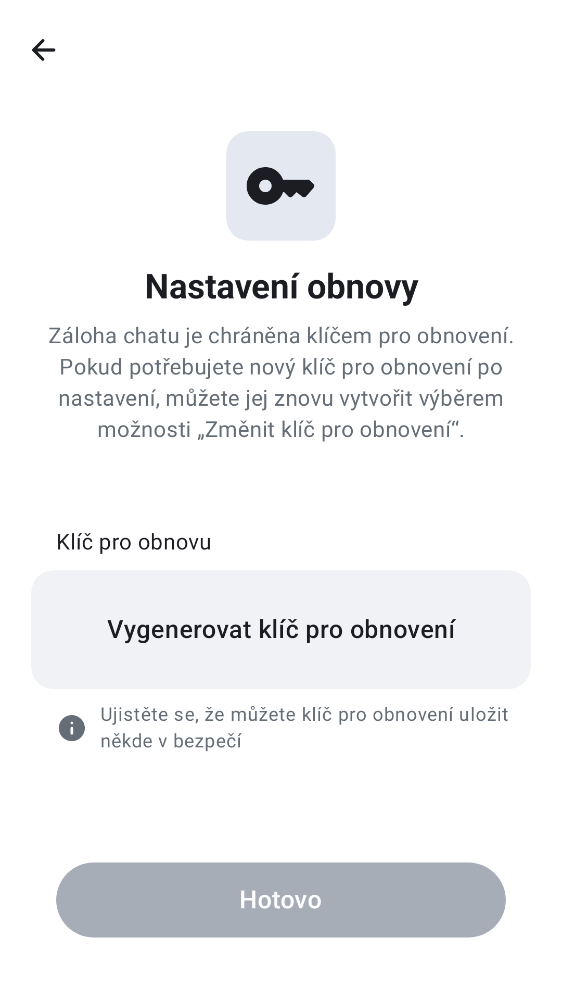 Nastavení obnovy
Záloha chatu je chráněna klíčem pro obnovení.
Pokud potřebujete nový klíč pro obnovení po
nastavení, můžete jej znovu vytvořit výběrem
možnosti „Změnit klíč pro obnovení“.
Klíč pro obnovu
Vygenerovat klíč pro obnovení
Ujistěte se, že můžete klíč pro obnovení uložit
někde v bezpečí
Hotovo